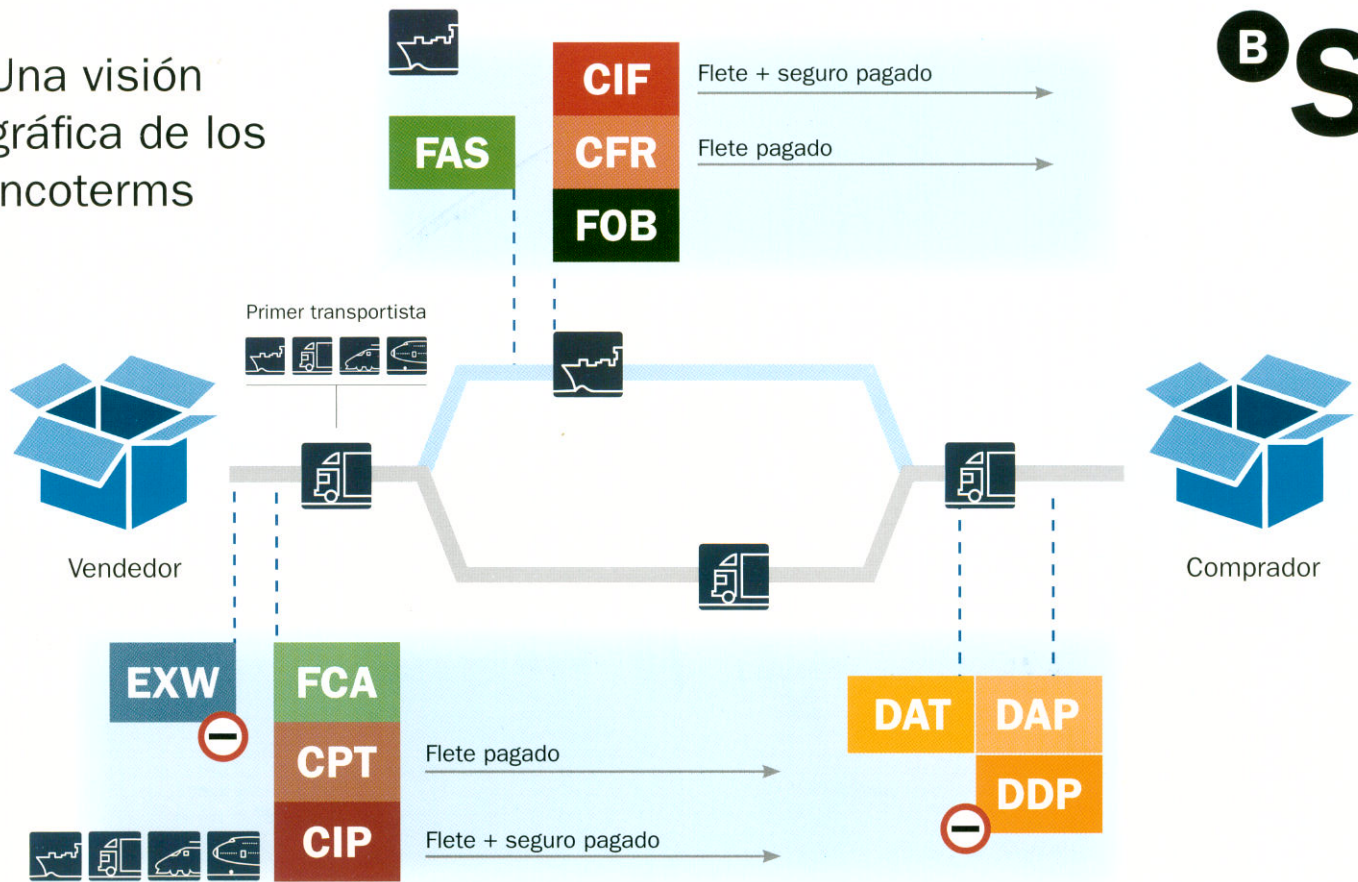 Una visión
gráfica de los
ncoterms
B
S
CIF
Flete + seguro pagado
FAS
CFR
Flete pagado
FOB
Primer transportista
Vendedor
Comprador
EXW
FCA
CPT
Flete pagado
CIP
Flete + seguro pagado
DAT
DAP
DDP